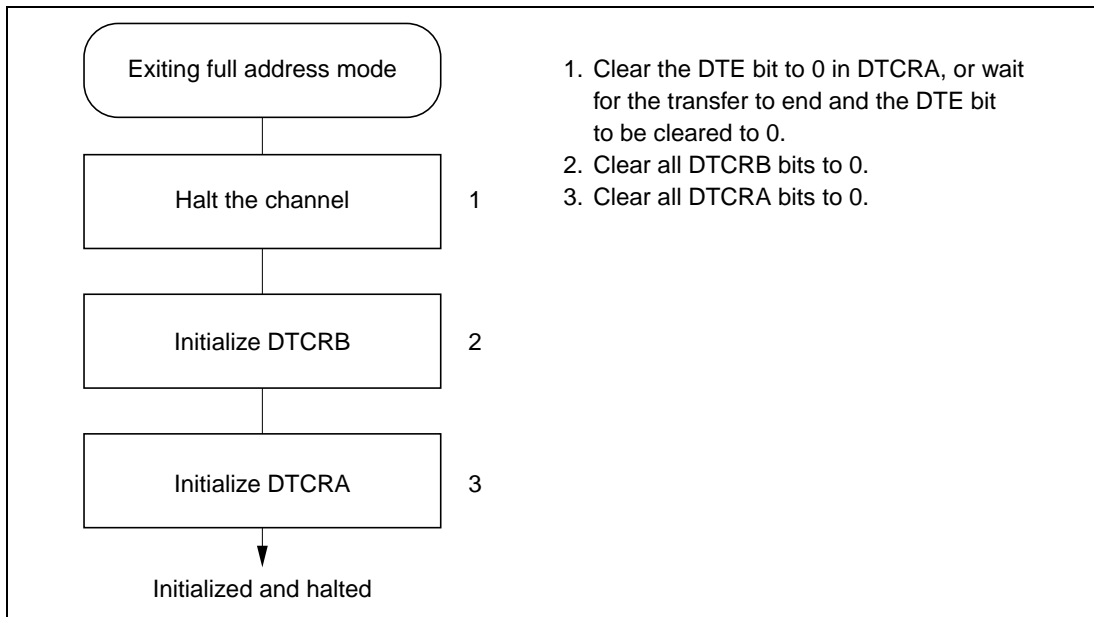 Exiting full address mode
Halt the channel
1
Initialize DTCRB
2
Initialize DTCRA
3
Initialized and halted
1. Clear the DTE bit to 0 in DTCRA, or wait
for the transfer to end and the DTE bit
to be cleared to 0.
2. Clear all DTCRB bits to 0.
3. Clear all DTCRA bits to 0.